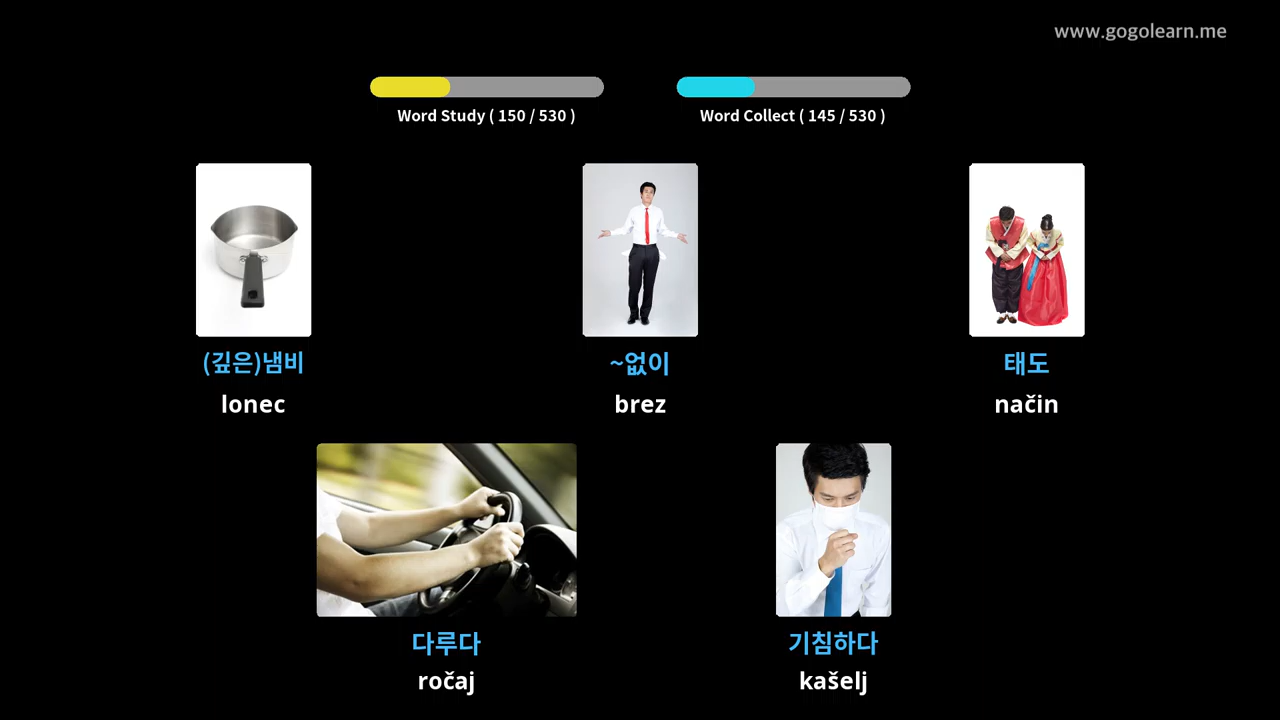 www.gogolearn.me
Word Study ( 150 / 530 )
Word Collect ( 145 / 530 )
(깊은)냄비
~없이
태도
lonec
brez
način
다루다
기침하다
ročaj
kašelj